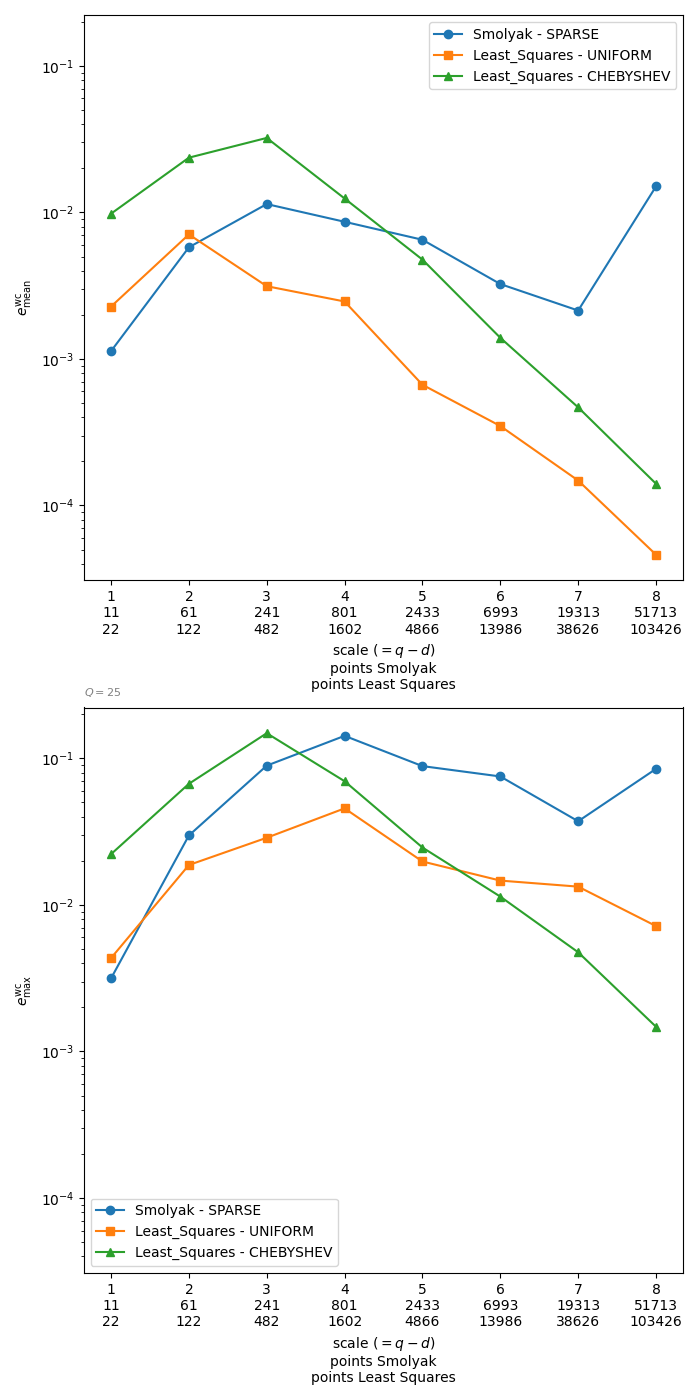 10⁻¹
10⁻²
10⁻³
10⁻⁴
e^wc_mean
Smolyak - SPARSE
Least_Squares - UNIFORM
Least_Squares - CHEBYSHEV
1 2 3 4 5 6 7 8
11 61 241 801 2433 6993 19313 51713
22 122 482 1602 4866 13986 38626 103426
scale (= q − d)
points Smolyak
points Least Squares
Q = 25
10⁻¹
10⁻²
10⁻³
10⁻⁴
e^wc_max
Smolyak - SPARSE
Least_Squares - UNIFORM
Least_Squares - CHEBYSHEV
1 2 3 4 5 6 7 8
11 61 241 801 2433 6993 19313 51713
22 122 482 1602 4866 13986 38626 103426
scale (= q − d)
points Smolyak
points Least Squares